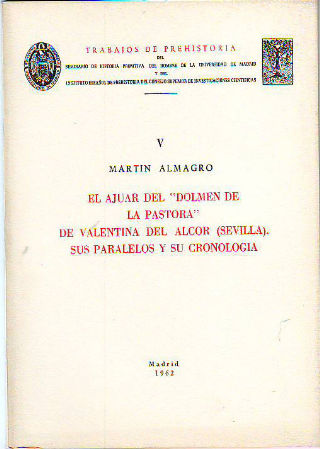 TRABAJOS DE PREHISTORIA
DEL
SEMINARIO DE HISTORIA PRIMITIVA DEL HOMBRE DE LA UNIVERSIDAD DE MADRID
Y DEL
INSTITUTO ESPAÑOL DE PREHISTORIA DEL CONSEJO SUPERIOR DE INVESTIGACIONES CIENTIFICAS
V
MARTIN ALMAGRO
EL AJUAR DEL "DOLMEN DE
LA PASTORA"
DE VALENTINA DEL ALCOR (SEVILLA).
SUS PARALELOS Y SU CRONOLOGIA
Madrid
1962